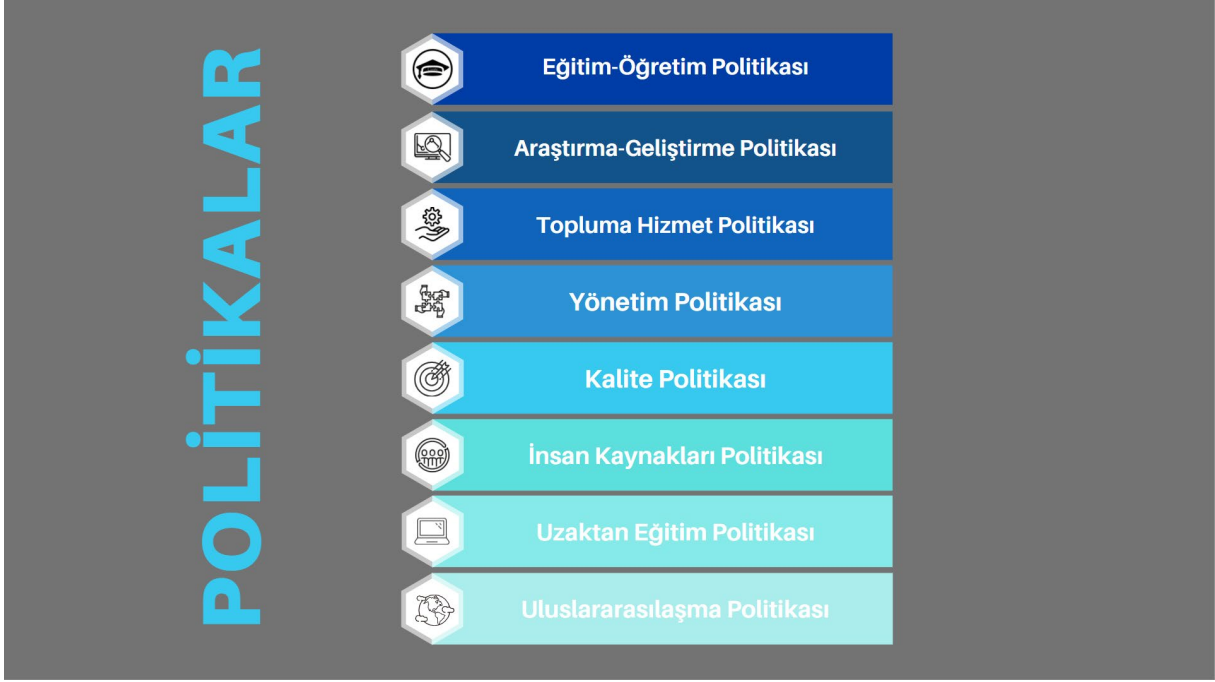 POLİTİKALAR
Eğitim-Öğretim Politikası
Araştırma-Geliştirme Politikası
Topluma Hizmet Politikası
Yönetim Politikası
Kalite Politikası
İnsan Kaynakları Politikası
Uzaktan Eğitim Politikası
Uluslararasılaşma Politikası